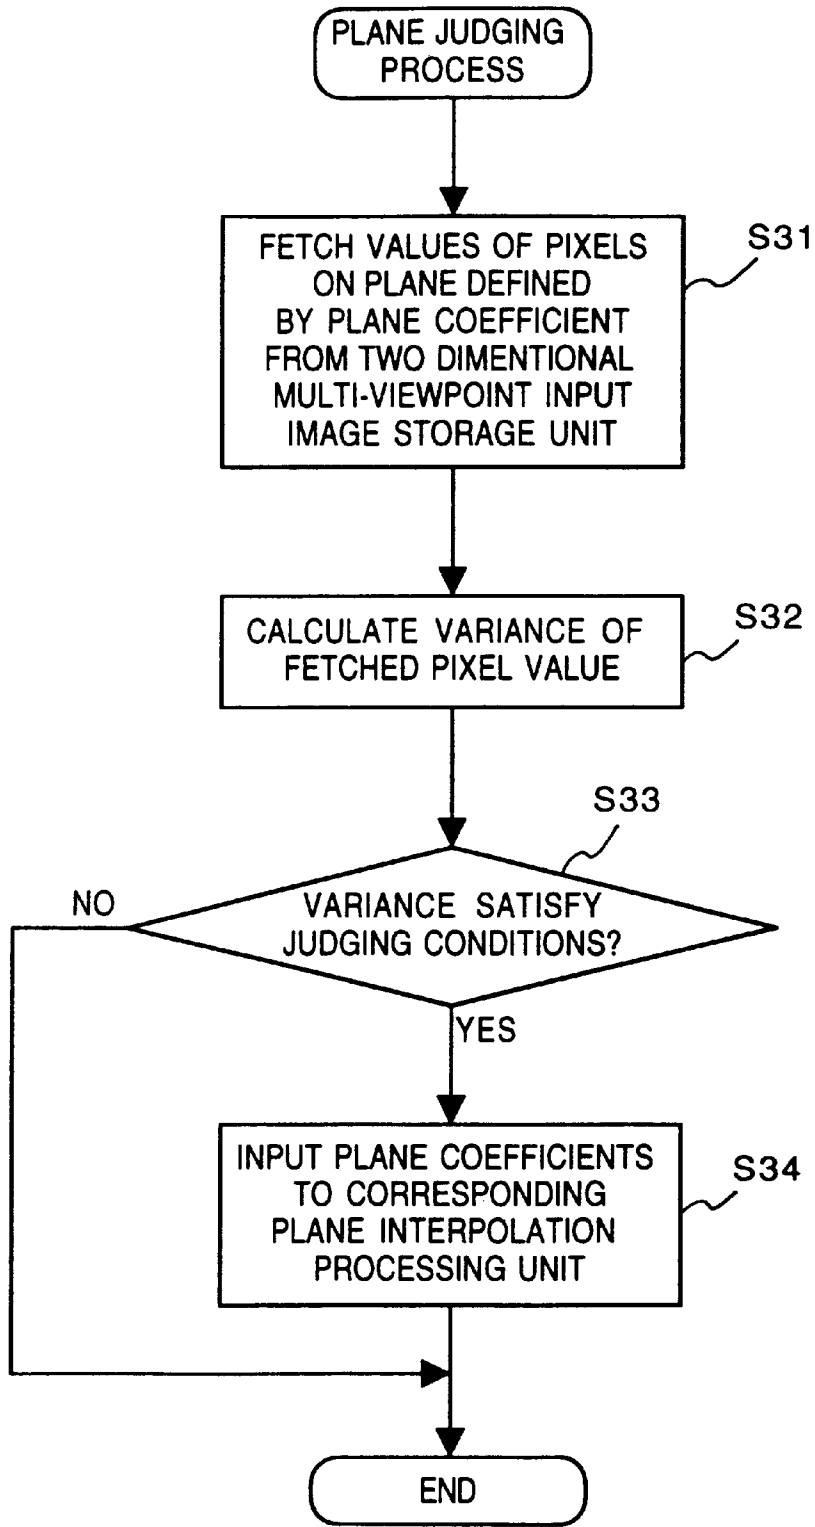 PLANE JUDGING
PROCESS
S31
FETCH VALUES OF PIXELS
ON PLANE DEFINED
BY PLANE COEFFICIENT
FROM TWO DIMENTIONAL
MULTI-VIEWPOINT INPUT
IMAGE STORAGE UNIT
S32
CALCULATE VARIANCE OF
FETCHED PIXEL VALUE
S33
NO
VARIANCE SATISFY
JUDGING CONDITIONS?
YES
S34
INPUT PLANE COEFFICIENTS
TO CORRESPONDING
PLANE INTERPOLATION
PROCESSING UNIT
END